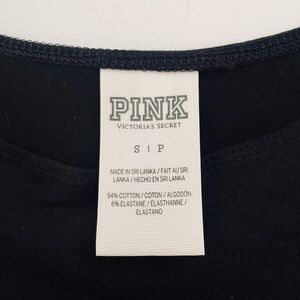 PINK
VICTORIA'S SECRET
S | P
MADE IN SRI LANKA / FAIT AU SRI
LANKA / HECHO EN SRI LANKA
94% COTTON / COTON / ALGODÓN
6% ELASTANE / ÉLASTHANNE /
ELASTANO